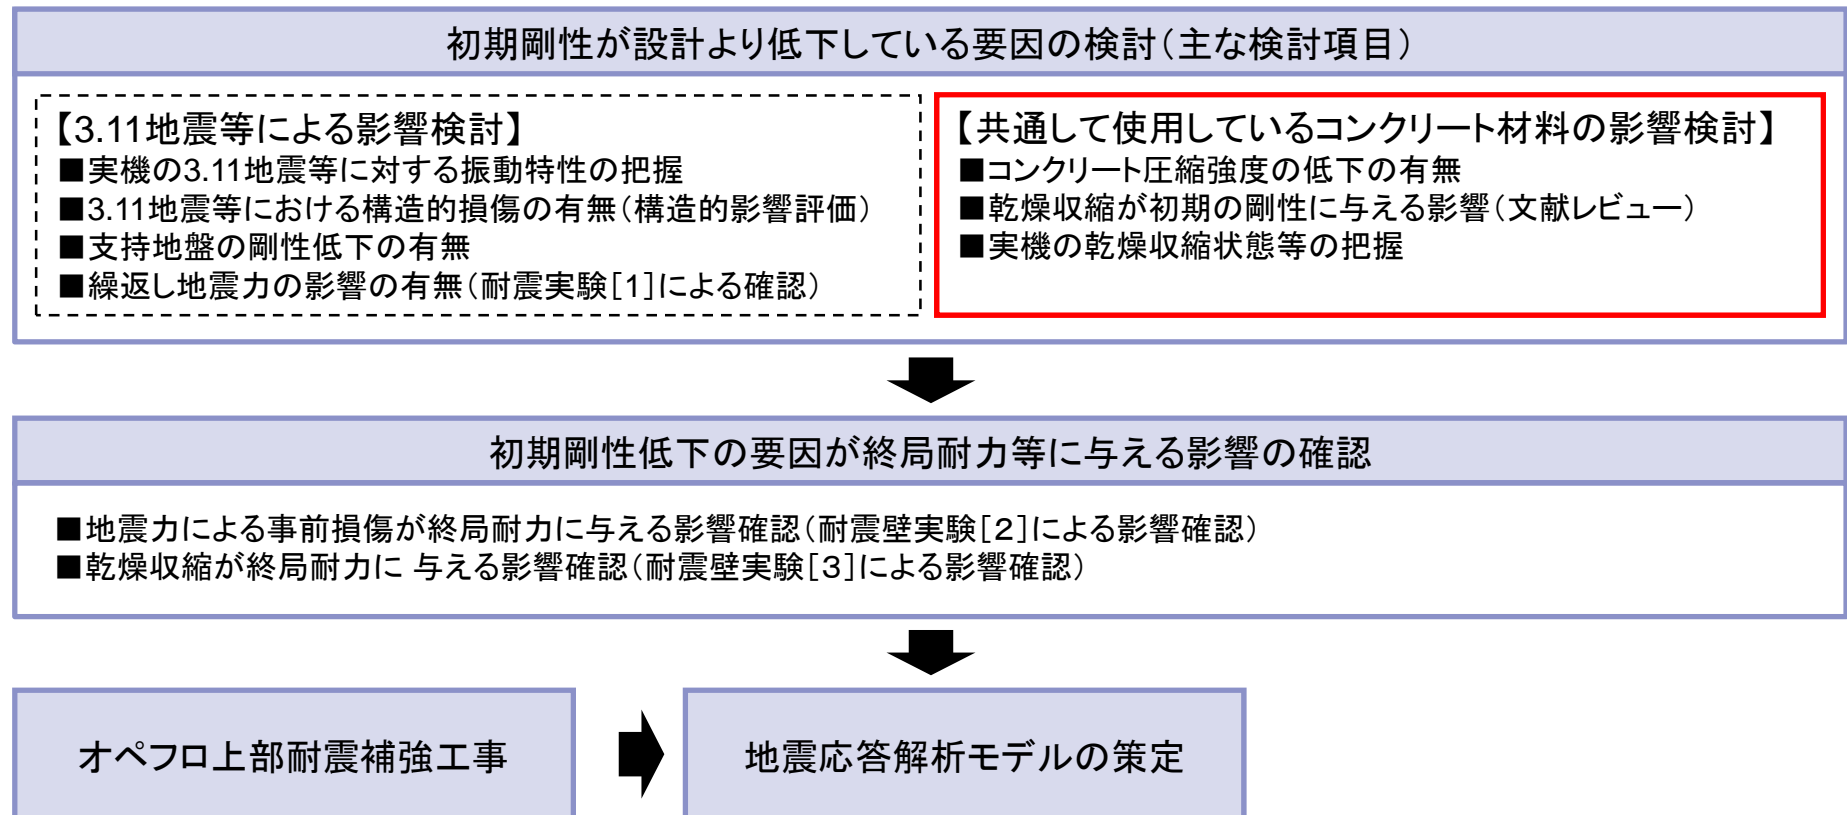 初期剛性が設計より低下している要因の検討（主な検討項目）
【3.11地震等による影響検討】
■実機の3.11地震等に対する振動特性の把握
■3.11地震等における構造的損傷の有無（構造的影響評価）
■支持地盤の剛性低下の有無
■繰返し地震力の影響の有無（耐震実験［1］による確認）
【共通して使用しているコンクリート材料の影響検討】
■コンクリート圧縮強度の低下の有無
■乾燥収縮が初期の剛性に与える影響（文献レビュー）
■実機の乾燥収縮状態等の把握
初期剛性低下の要因が終局耐力等に与える影響の確認
■地震力による事前損傷が終局耐力に与える影響確認（耐震壁実験［２］による影響確認）
■乾燥収縮が終局耐力に 与える影響確認（耐震壁実験［３］による影響確認）
オペフロ上部耐震補強工事
地震応答解析モデルの策定